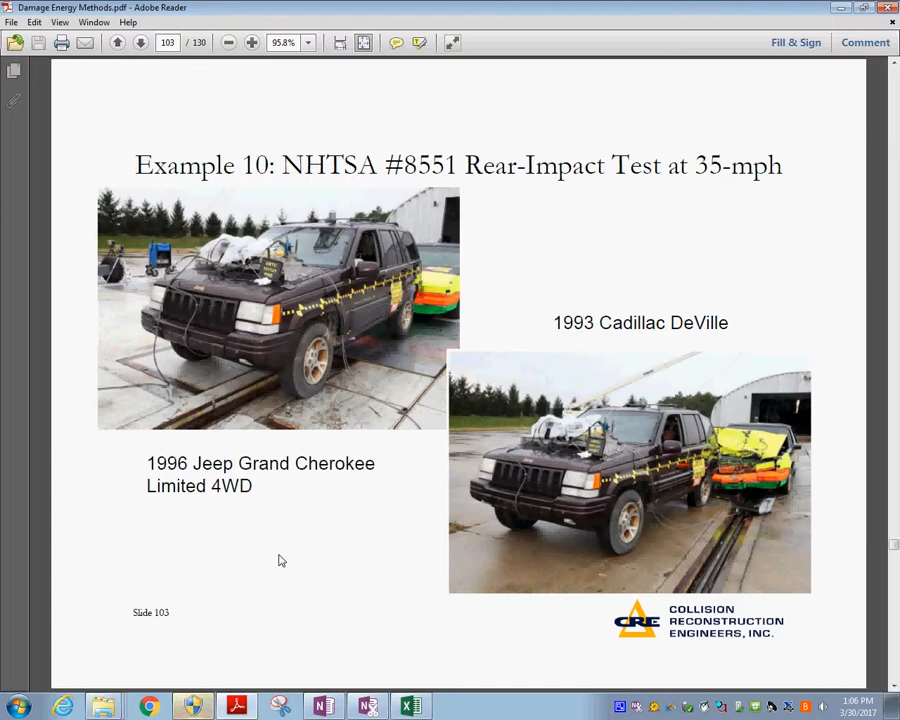 Damage Energy Methods.pdf - Adobe Reader
File Edit View Window Help
103 / 130 95.8% Fill & Sign Comment
Example 10: NHTSA #8551 Rear-Impact Test at 35-mph
1993 Cadillac DeVille
1996 Jeep Grand Cherokee
Limited 4WD
Slide 103
CRE
COLLISION
RECONSTRUCTION
ENGINEERS, INC.
1:06 PM
3/30/2017